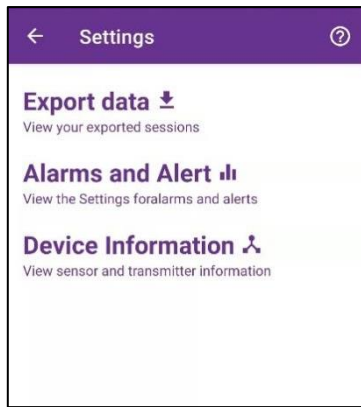 Settings
Export data
View your exported sessions
Alarms and Alert
View the Settings foralarms and alerts
Device Information
View sensor and transmitter information